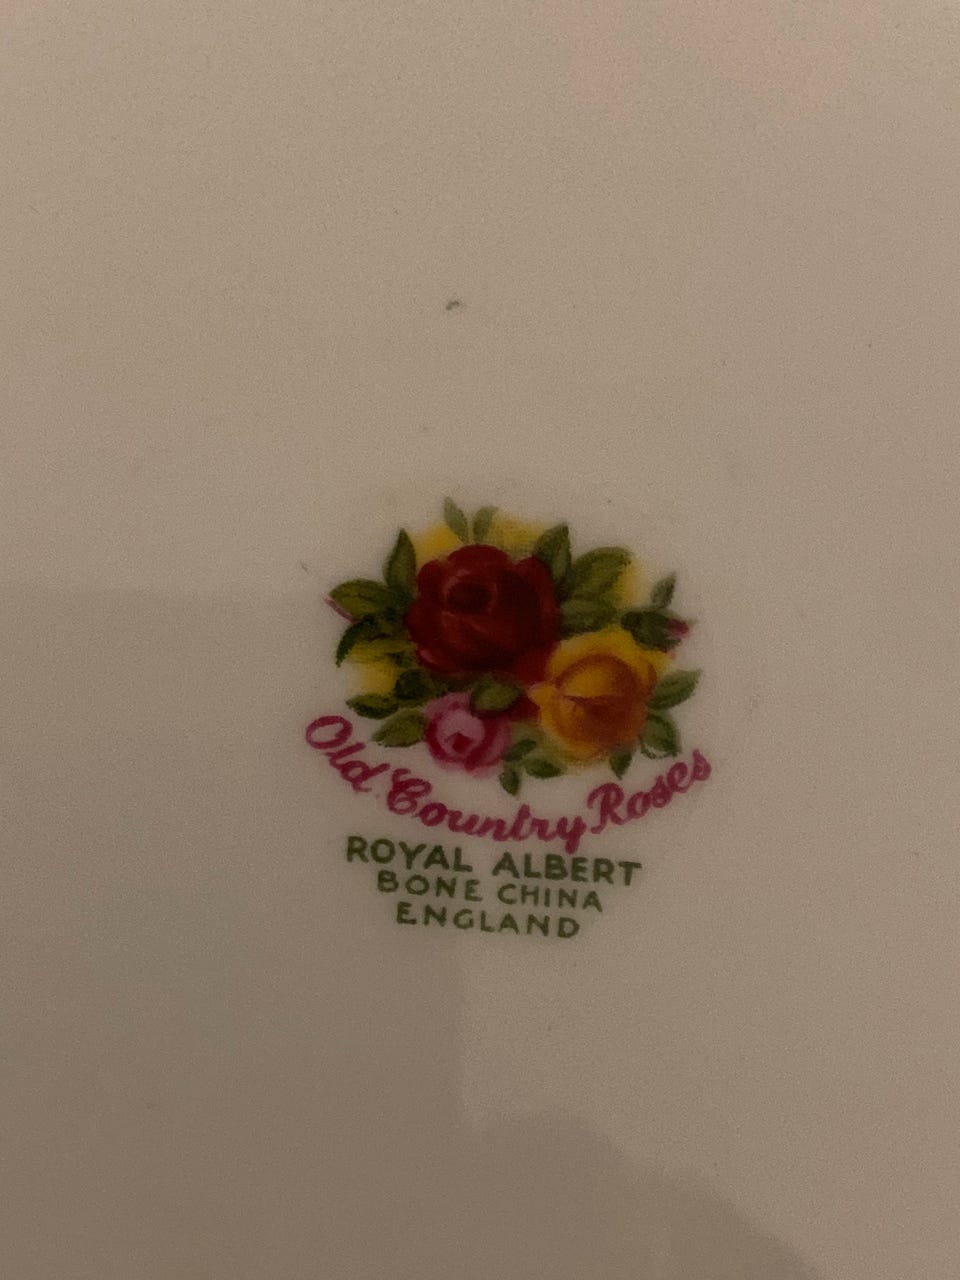 Old Country Roses
ROYAL ALBERT
BONE CHINA
ENGLAND